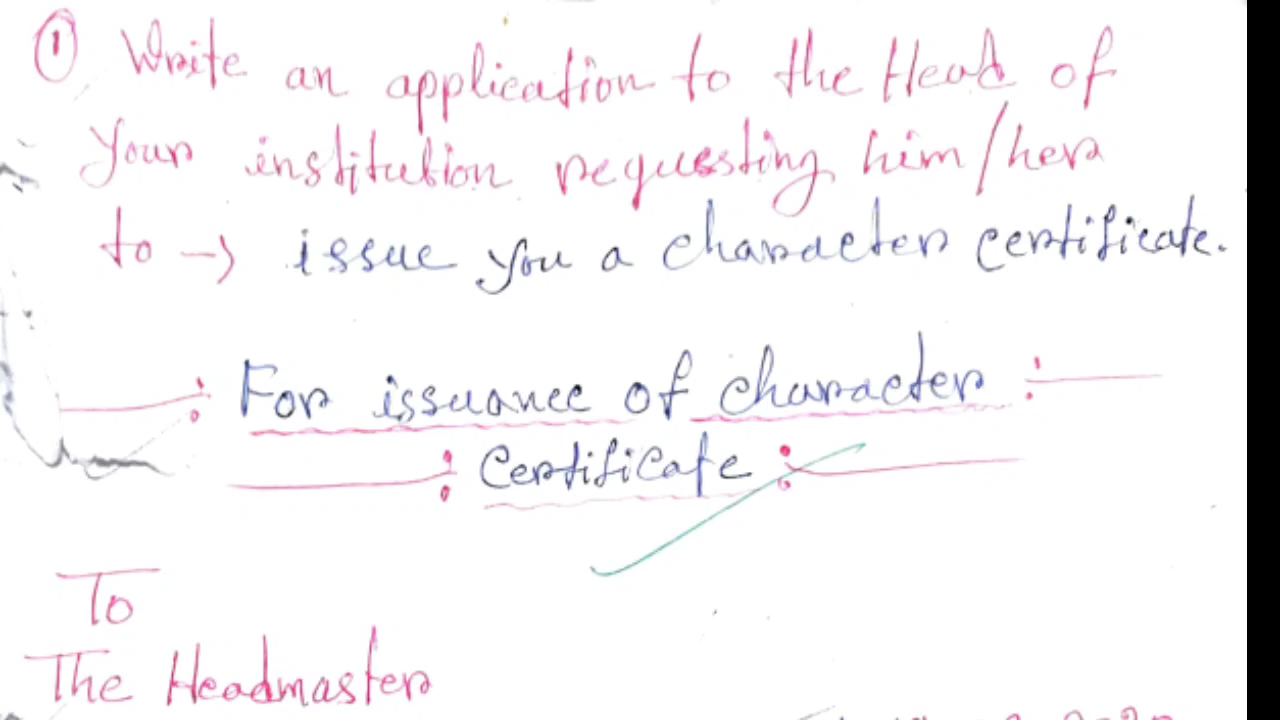 ① Write an application to the Head of
your institution requesting him/her
to → issue you a character certificate.
: For issuance of character :
: Certificate :
To
The Headmaster